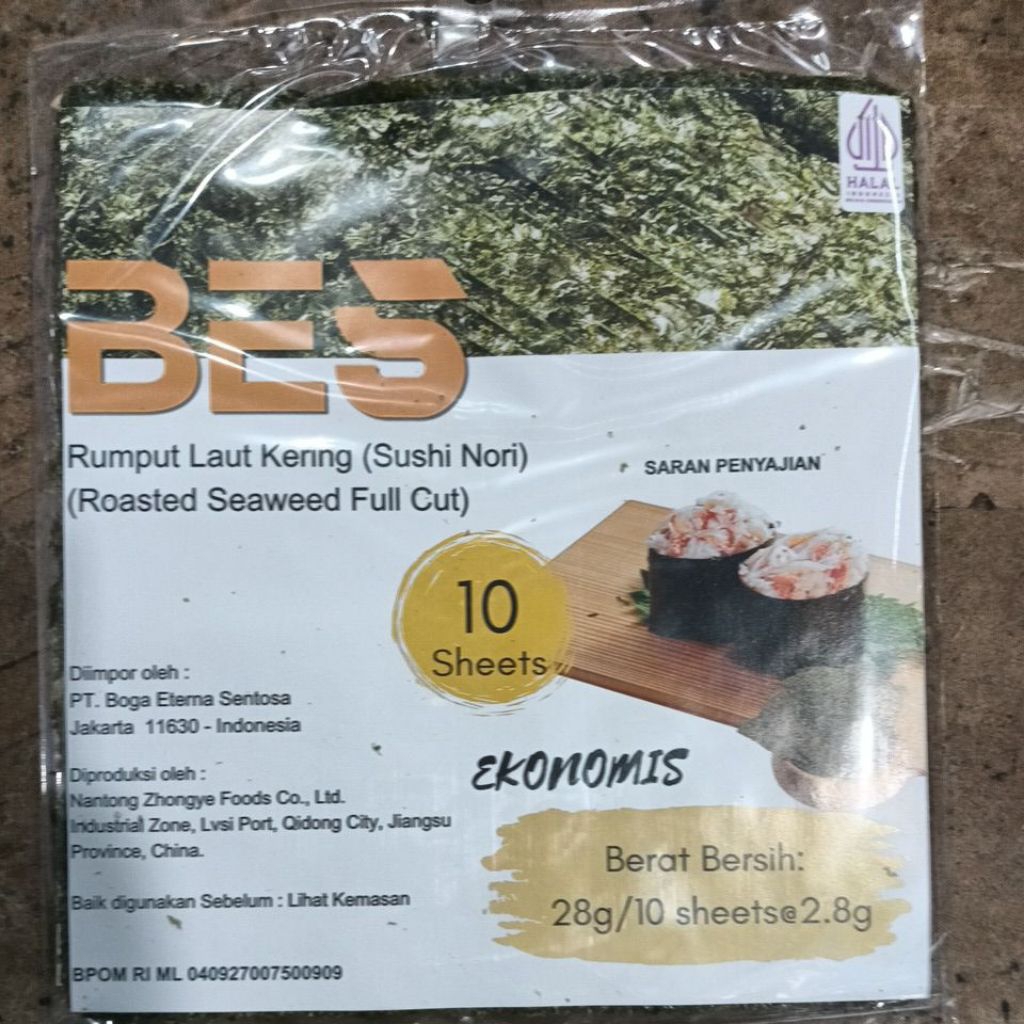 HALAL
INDONESIA
BES
Rumput Laut Kering (Sushi Nori)
(Roasted Seaweed Full Cut)
SARAN PENYAJIAN
10
Sheets
Diimpor oleh :
PT. Boga Eterna Sentosa
Jakarta 11630 - Indonesia
Diproduksi oleh :
Nantong Zhongye Foods Co., Ltd.
Industrial Zone, Lvsi Port, Qidong City, Jiangsu
Province, China.
EKONOMIS
Berat Bersih:
28g/10 sheets@2.8g
Baik digunakan Sebelum : Lihat Kemasan
BPOM RI ML 040927007500909